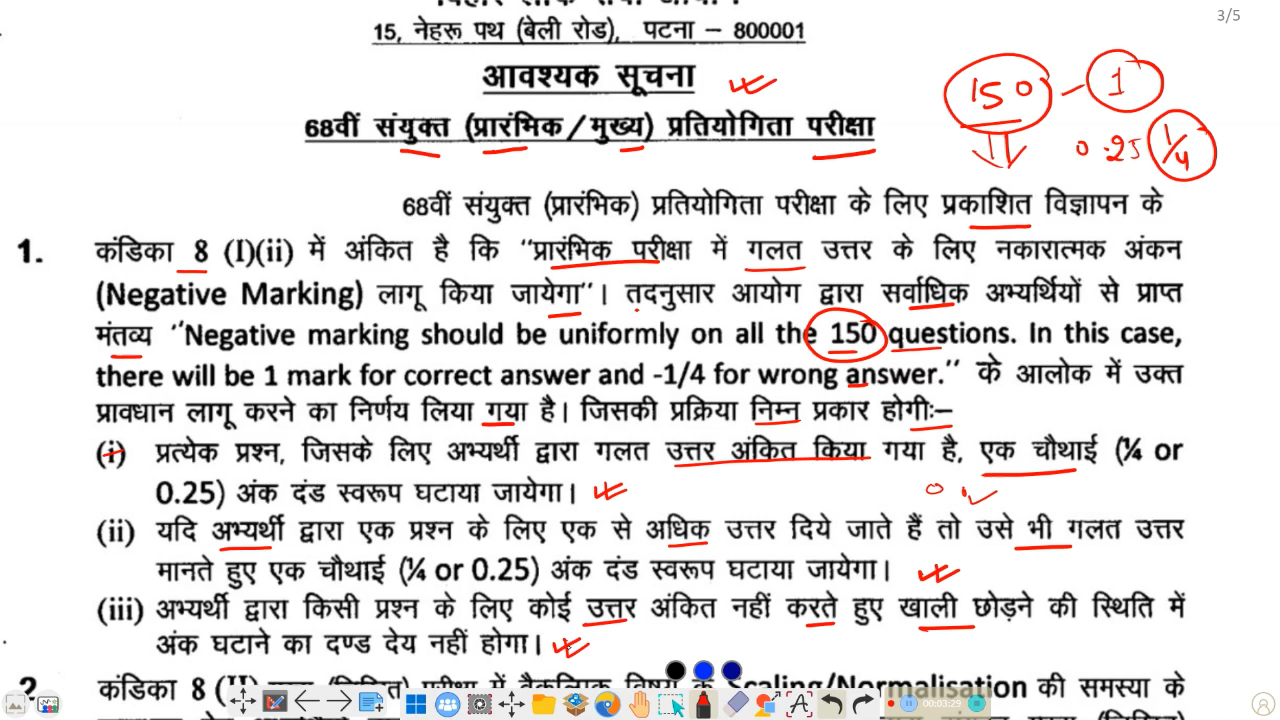 3/5
15, नेहरू पथ (बेली रोड), पटना – 800001
आवश्यक सूचना
150 – 1
68वीं संयुक्त (प्रारंभिक/मुख्य) प्रतियोगिता परीक्षा
0.25 1/4
68वीं संयुक्त (प्रारंभिक) प्रतियोगिता परीक्षा के लिए प्रकाशित विज्ञापन के
1. कंडिका 8 (I)(ii) में अंकित है कि "प्रारंभिक परीक्षा में गलत उत्तर के लिए नकारात्मक अंकन
(Negative Marking) लागू किया जायेगा"। तदनुसार आयोग द्वारा सर्वाधिक अभ्यर्थियों से प्राप्त
मंतव्य "Negative marking should be uniformly on all the 150 questions. In this case,
there will be 1 mark for correct answer and -1/4 for wrong answer." के आलोक में उक्त
प्रावधान लागू करने का निर्णय लिया गया है। जिसकी प्रक्रिया निम्न प्रकार होगीः–
(i) प्रत्येक प्रश्न, जिसके लिए अभ्यर्थी द्वारा गलत उत्तर अंकित किया गया है, एक चौथाई (¼ or
0.25) अंक दंड स्वरूप घटाया जायेगा।
(ii) यदि अभ्यर्थी द्वारा एक प्रश्न के लिए एक से अधिक उत्तर दिये जाते हैं तो उसे भी गलत उत्तर
मानते हुए एक चौथाई (¼ or 0.25) अंक दंड स्वरूप घटाया जायेगा।
(iii) अभ्यर्थी द्वारा किसी प्रश्न के लिए कोई उत्तर अंकित नहीं करते हुए खाली छोड़ने की स्थिति में
अंक घटाने का दण्ड देय नहीं होगा।
कंडिका 8 (II) परीक्षा में वैकल्पिक विषय के Scaling/Normalisation की समस्या के
00:03:29